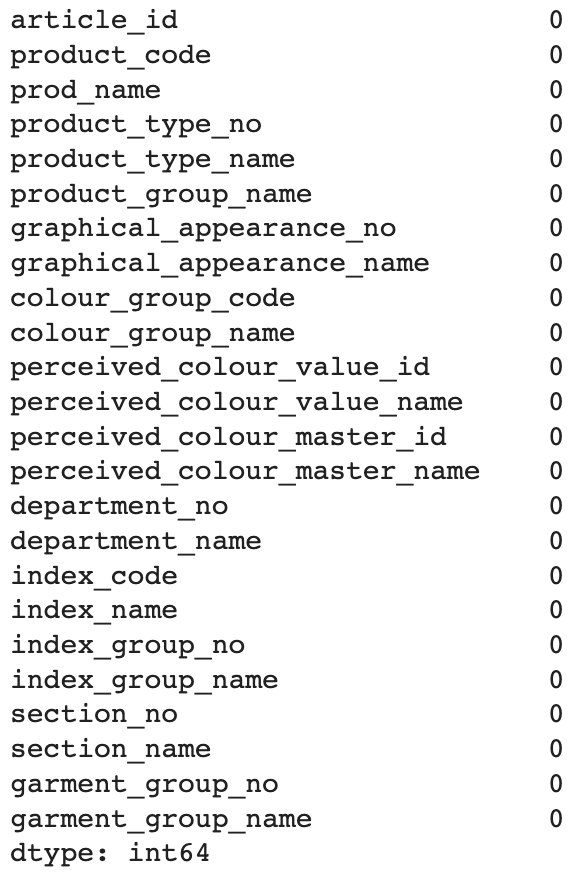 article_id 0
product_code 0
prod_name 0
product_type_no 0
product_type_name 0
product_group_name 0
graphical_appearance_no 0
graphical_appearance_name 0
colour_group_code 0
colour_group_name 0
perceived_colour_value_id 0
perceived_colour_value_name 0
perceived_colour_master_id 0
perceived_colour_master_name 0
department_no 0
department_name 0
index_code 0
index_name 0
index_group_no 0
index_group_name 0
section_no 0
section_name 0
garment_group_no 0
garment_group_name 0
dtype: int64